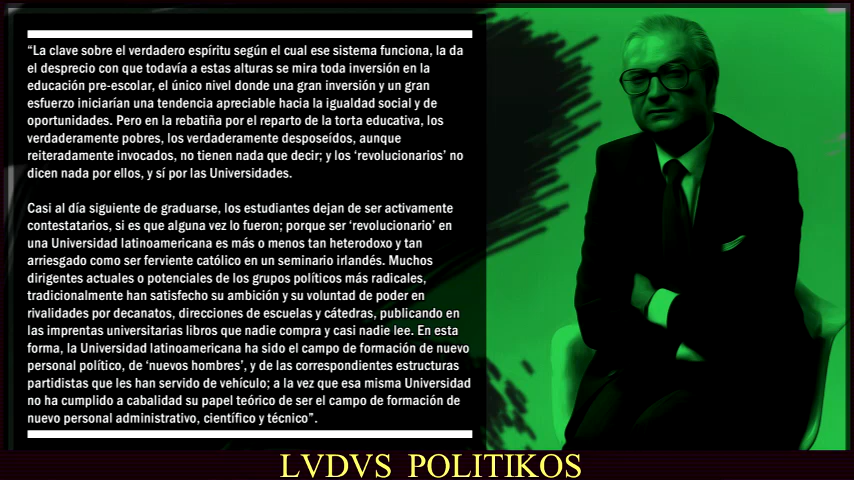 “La clave sobre el verdadero espíritu según el cual ese sistema funciona, la da
el desprecio con que todavía a estas alturas se mira toda inversión en la
educación pre-escolar, el único nivel donde una gran inversión y un gran
esfuerzo iniciarían una tendencia apreciable hacia la igualdad social y de
oportunidades. Pero en la rebatiña por el reparto de la torta educativa, los
verdaderamente pobres, los verdaderamente desposeídos, aunque
reiteradamente invocados, no tienen nada que decir; y los ‘revolucionarios’ no
dicen nada por ellos, y sí por las Universidades.
Casi al día siguiente de graduarse, los estudiantes dejan de ser activamente
contestatarios, si es que alguna vez lo fueron; porque ser ‘revolucionario’ en
una Universidad latinoamericana es más o menos tan heterodoxo y tan
arriesgado como ser ferviente católico en un seminario irlandés. Muchos
dirigentes actuales o potenciales de los grupos políticos más radicales,
tradicionalmente han satisfecho su ambición y su voluntad de poder en
rivalidades por decanatos, direcciones de escuelas y cátedras, publicando en
las imprentas universitarias libros que nadie compra y casi nadie lee. En esta
forma, la Universidad latinoamericana ha sido el campo de formación de nuevo
personal político, de ‘nuevos hombres’, y de las correspondientes estructuras
partidistas que les han servido de vehículo; a la vez que esa misma Universidad
no ha cumplido a cabalidad su papel teórico de ser el campo de formación de
nuevo personal administrativo, científico y técnico”.
LVDVS POLITIKOS